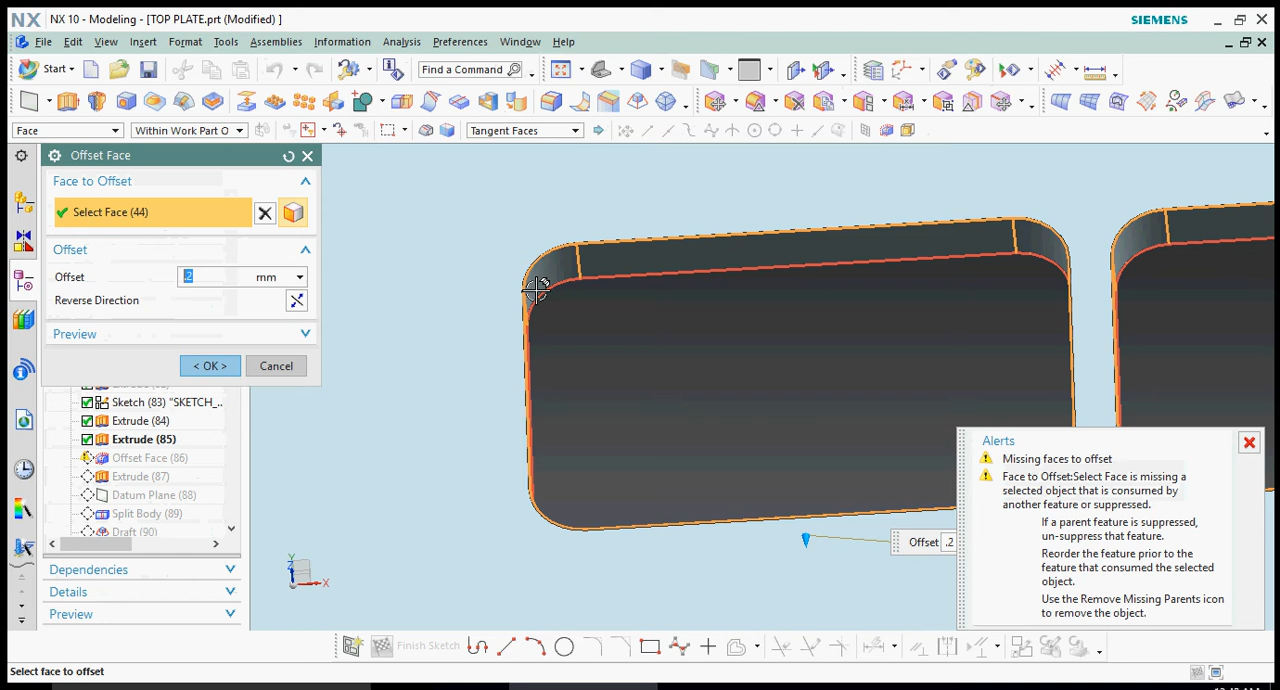 NX NX 10 - Modeling - [TOP PLATE.prt (Modified) ] SIEMENS
File Edit View Insert Format Tools Assemblies Information Analysis Preferences Window Help
Start Find a Command
Face Within Work Part O Tangent Faces
Offset Face
Face to Offset
Select Face (44)
Offset
Offset .2 mm
Reverse Direction
Preview
< OK > Cancel
Sketch (83) "SKETCH_..
Extrude (84)
Extrude (85)
Offset Face (86)
Extrude (87)
Datum Plane (88)
Split Body (89)
Draft (90)
Dependencies
Details
Preview
Y
X
Offset .2
Alerts
Missing faces to offset
Face to Offset:Select Face is missing a
selected object that is consumed by
another feature or suppressed.
If a parent feature is suppressed,
un-suppress that feature.
Reorder the feature prior to the
feature that consumed the selected
object.
Use the Remove Missing Parents icon
to remove the object.
Finish Sketch
Select face to offset